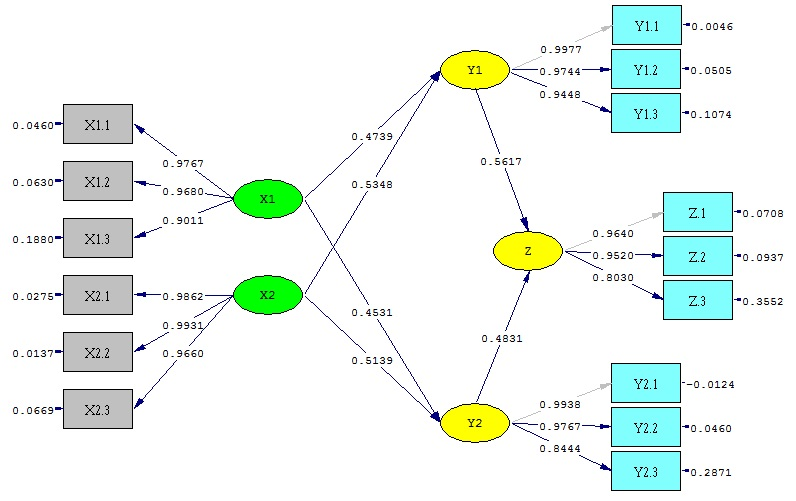 Y1.1
0.0046
0.9977
Y1
0.9744
Y1.2
0.0505
0.9448
Y1.3
0.1074
0.0460
X1.1
0.4739
0.9767
0.5617
0.0630
X1.2
0.9680
0.5348
X1
0.9011
Z.1
0.0708
0.1880
X1.3
0.9640
Z
0.9520
Z.2
0.0937
0.8030
0.0275
X2.1
0.9862
X2
Z.3
0.3552
0.9931
0.4531
0.0137
X2.2
0.9660
0.4831
0.5139
Y2.1
-0.0124
0.0669
X2.3
0.9938
Y2
0.9767
Y2.2
0.0460
0.8444
Y2.3
0.2871